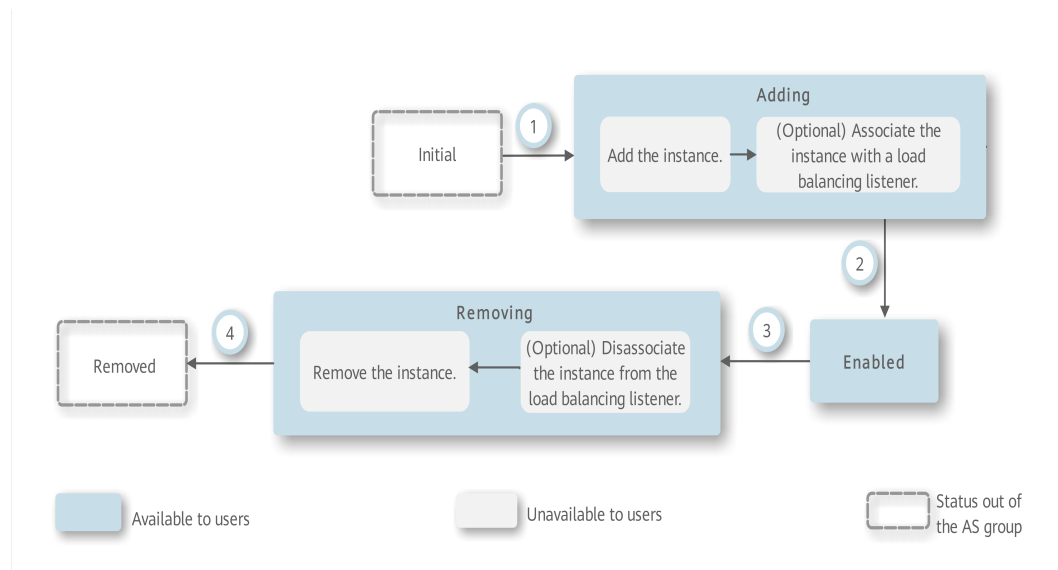 Adding
1
Initial
Add the instance.
(Optional) Associate the
instance with a load
balancing listener.
2
Removing
4
3
Removed
Remove the instance.
(Optional) Disassociate
the instance from the
load balancing listener.
Enabled
Available to users
Unavailable to users
Status out of
the AS group